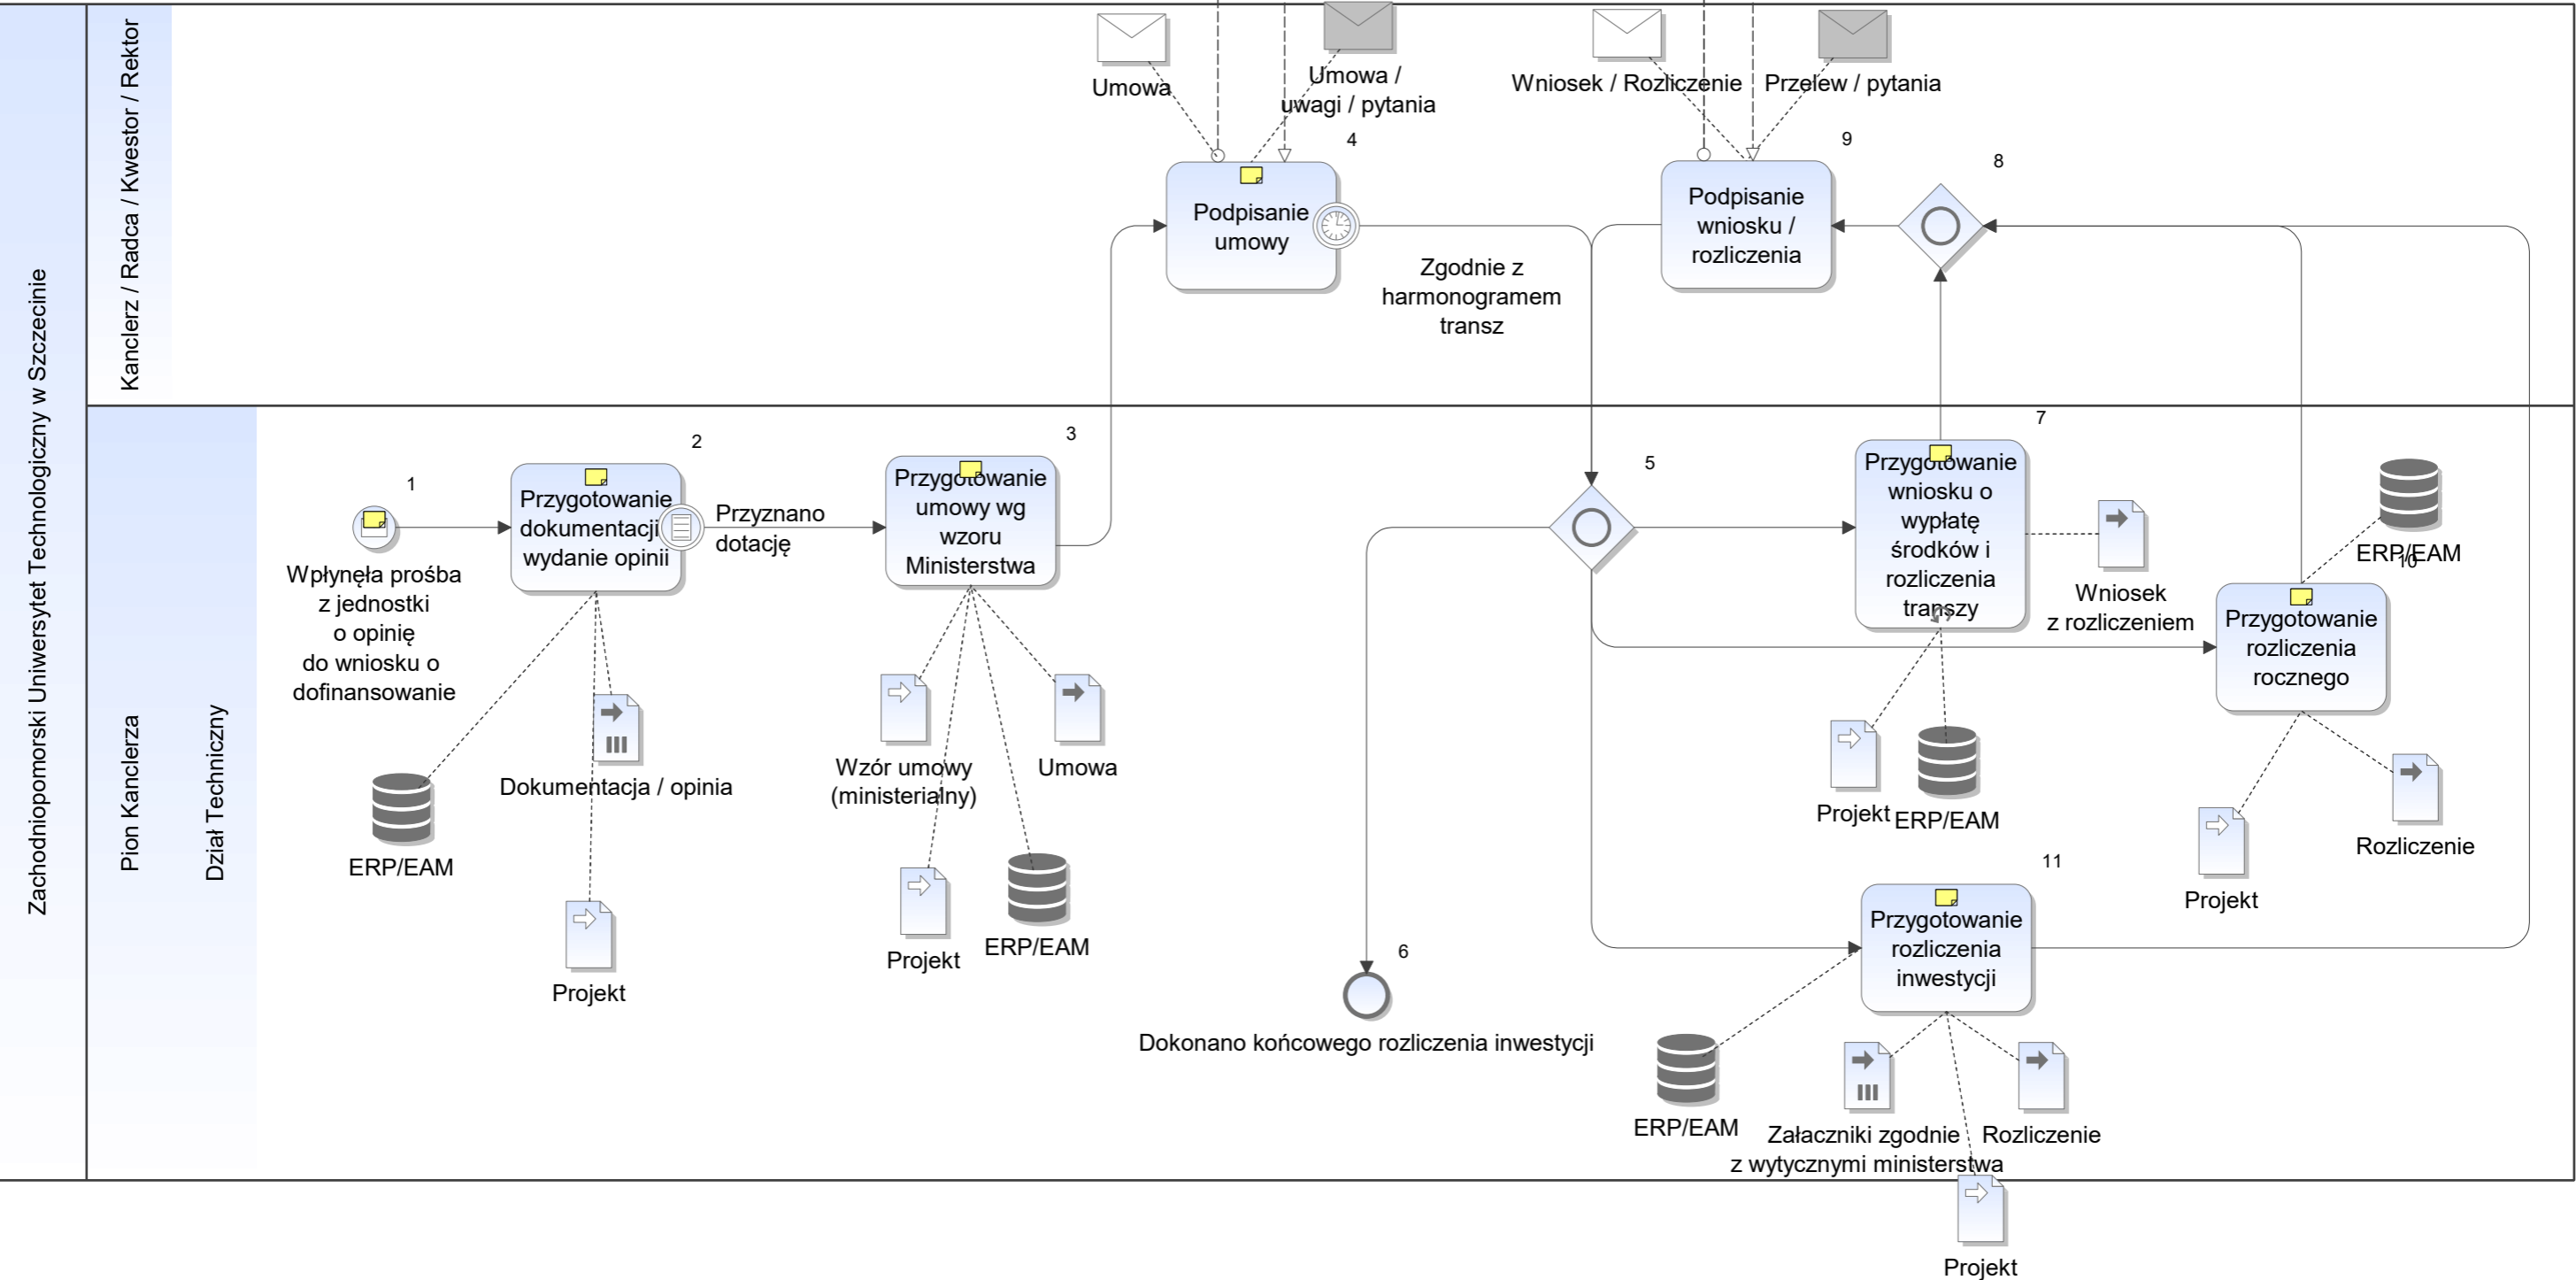 Zachodniopomorski Uniwersytet Technologiczny w Szczecinie
Kanclerz / Radca / Kwestor / Rektor
Umowa
Umowa /
uwagi / pytania
4
Podpisanie
umowy
Zgodnie z
harmonogramem
transz
Wniosek / Rozliczenie
Przelew / pytania
9
Podpisanie
wniosku /
rozliczenia
8
Pion Kanclerza
Dział Techniczny
1
Wpłynęła prośba
z jednostki
o opinię
do wniosku o
dofinansowanie
2
Przygotowanie
dokumentacji
wydanie opinii
Przyznano
dotację
ERP/EAM
Dokumentacja / opinia
Projekt
3
Przygotowanie
umowy wg
wzoru
Ministerstwa
Wzór umowy
(ministerialny)
Umowa
Projekt
ERP/EAM
5
6
Dokonano końcowego rozliczenia inwestycji
7
Przygotowanie
wniosku o
wypłatę
środków i
rozliczenia
transzy
Wniosek
z rozliczeniem
Projekt
ERP/EAM
ERP/EAM
10
Przygotowanie
rozliczenia
rocznego
Projekt
Rozliczenie
11
Przygotowanie
rozliczenia
inwestycji
ERP/EAM
Załaczniki zgodnie
z wytycznymi ministerstwa
Rozliczenie
Projekt